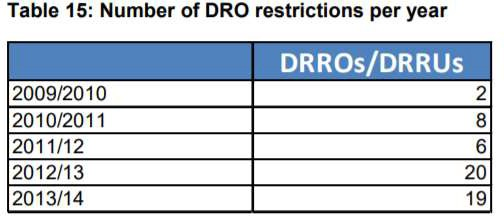 Table 15: Number of DRO restrictions per year
DRROs/DRRUs
2009/2010 2
2010/2011 8
2011/12 6
2012/13 20
2013/14 19